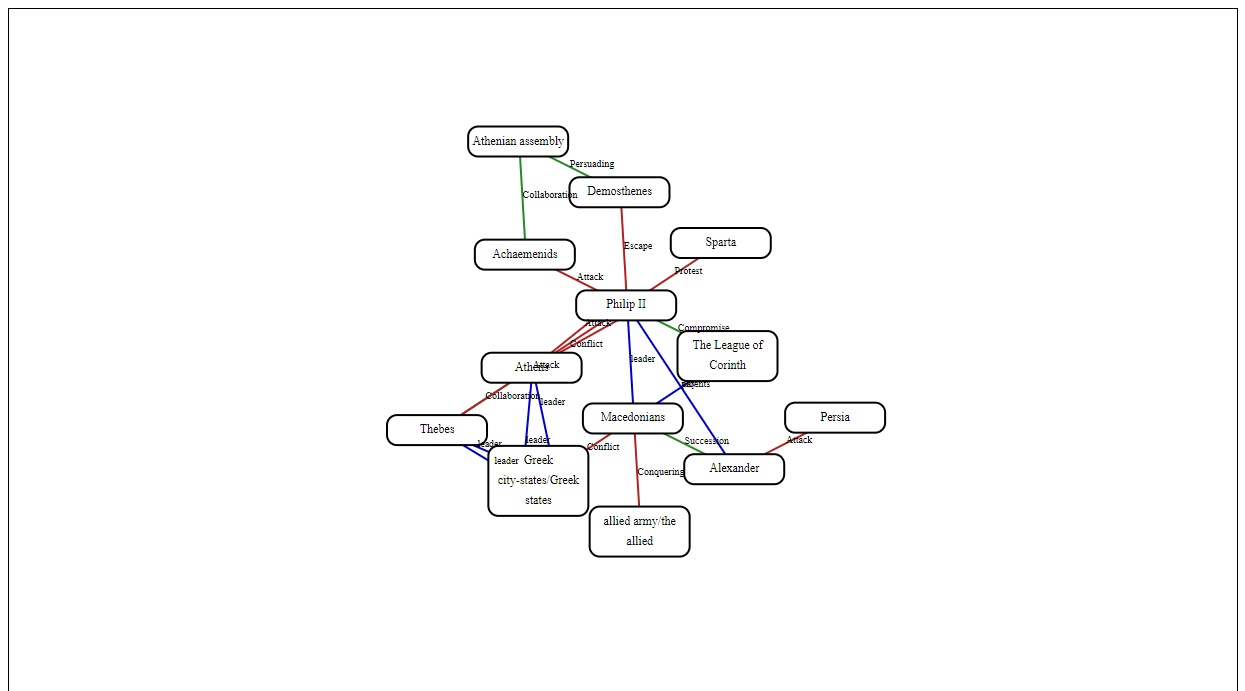 Athenian assembly
Persuading
Demosthenes
Collaboration
Escape
Sparta
Achaemenids
Protest
Attack
Philip II
Attack
Compromise
Conflict
The League of
Corinth
leader
Athens
Attack
Collaboration
leader
Macedonians
Persia
Thebes
Succession
Attack
leader
leader
Conflict
leader
Greek
city-states/Greek
states
Alexander
Conquering
allied army/the
allied